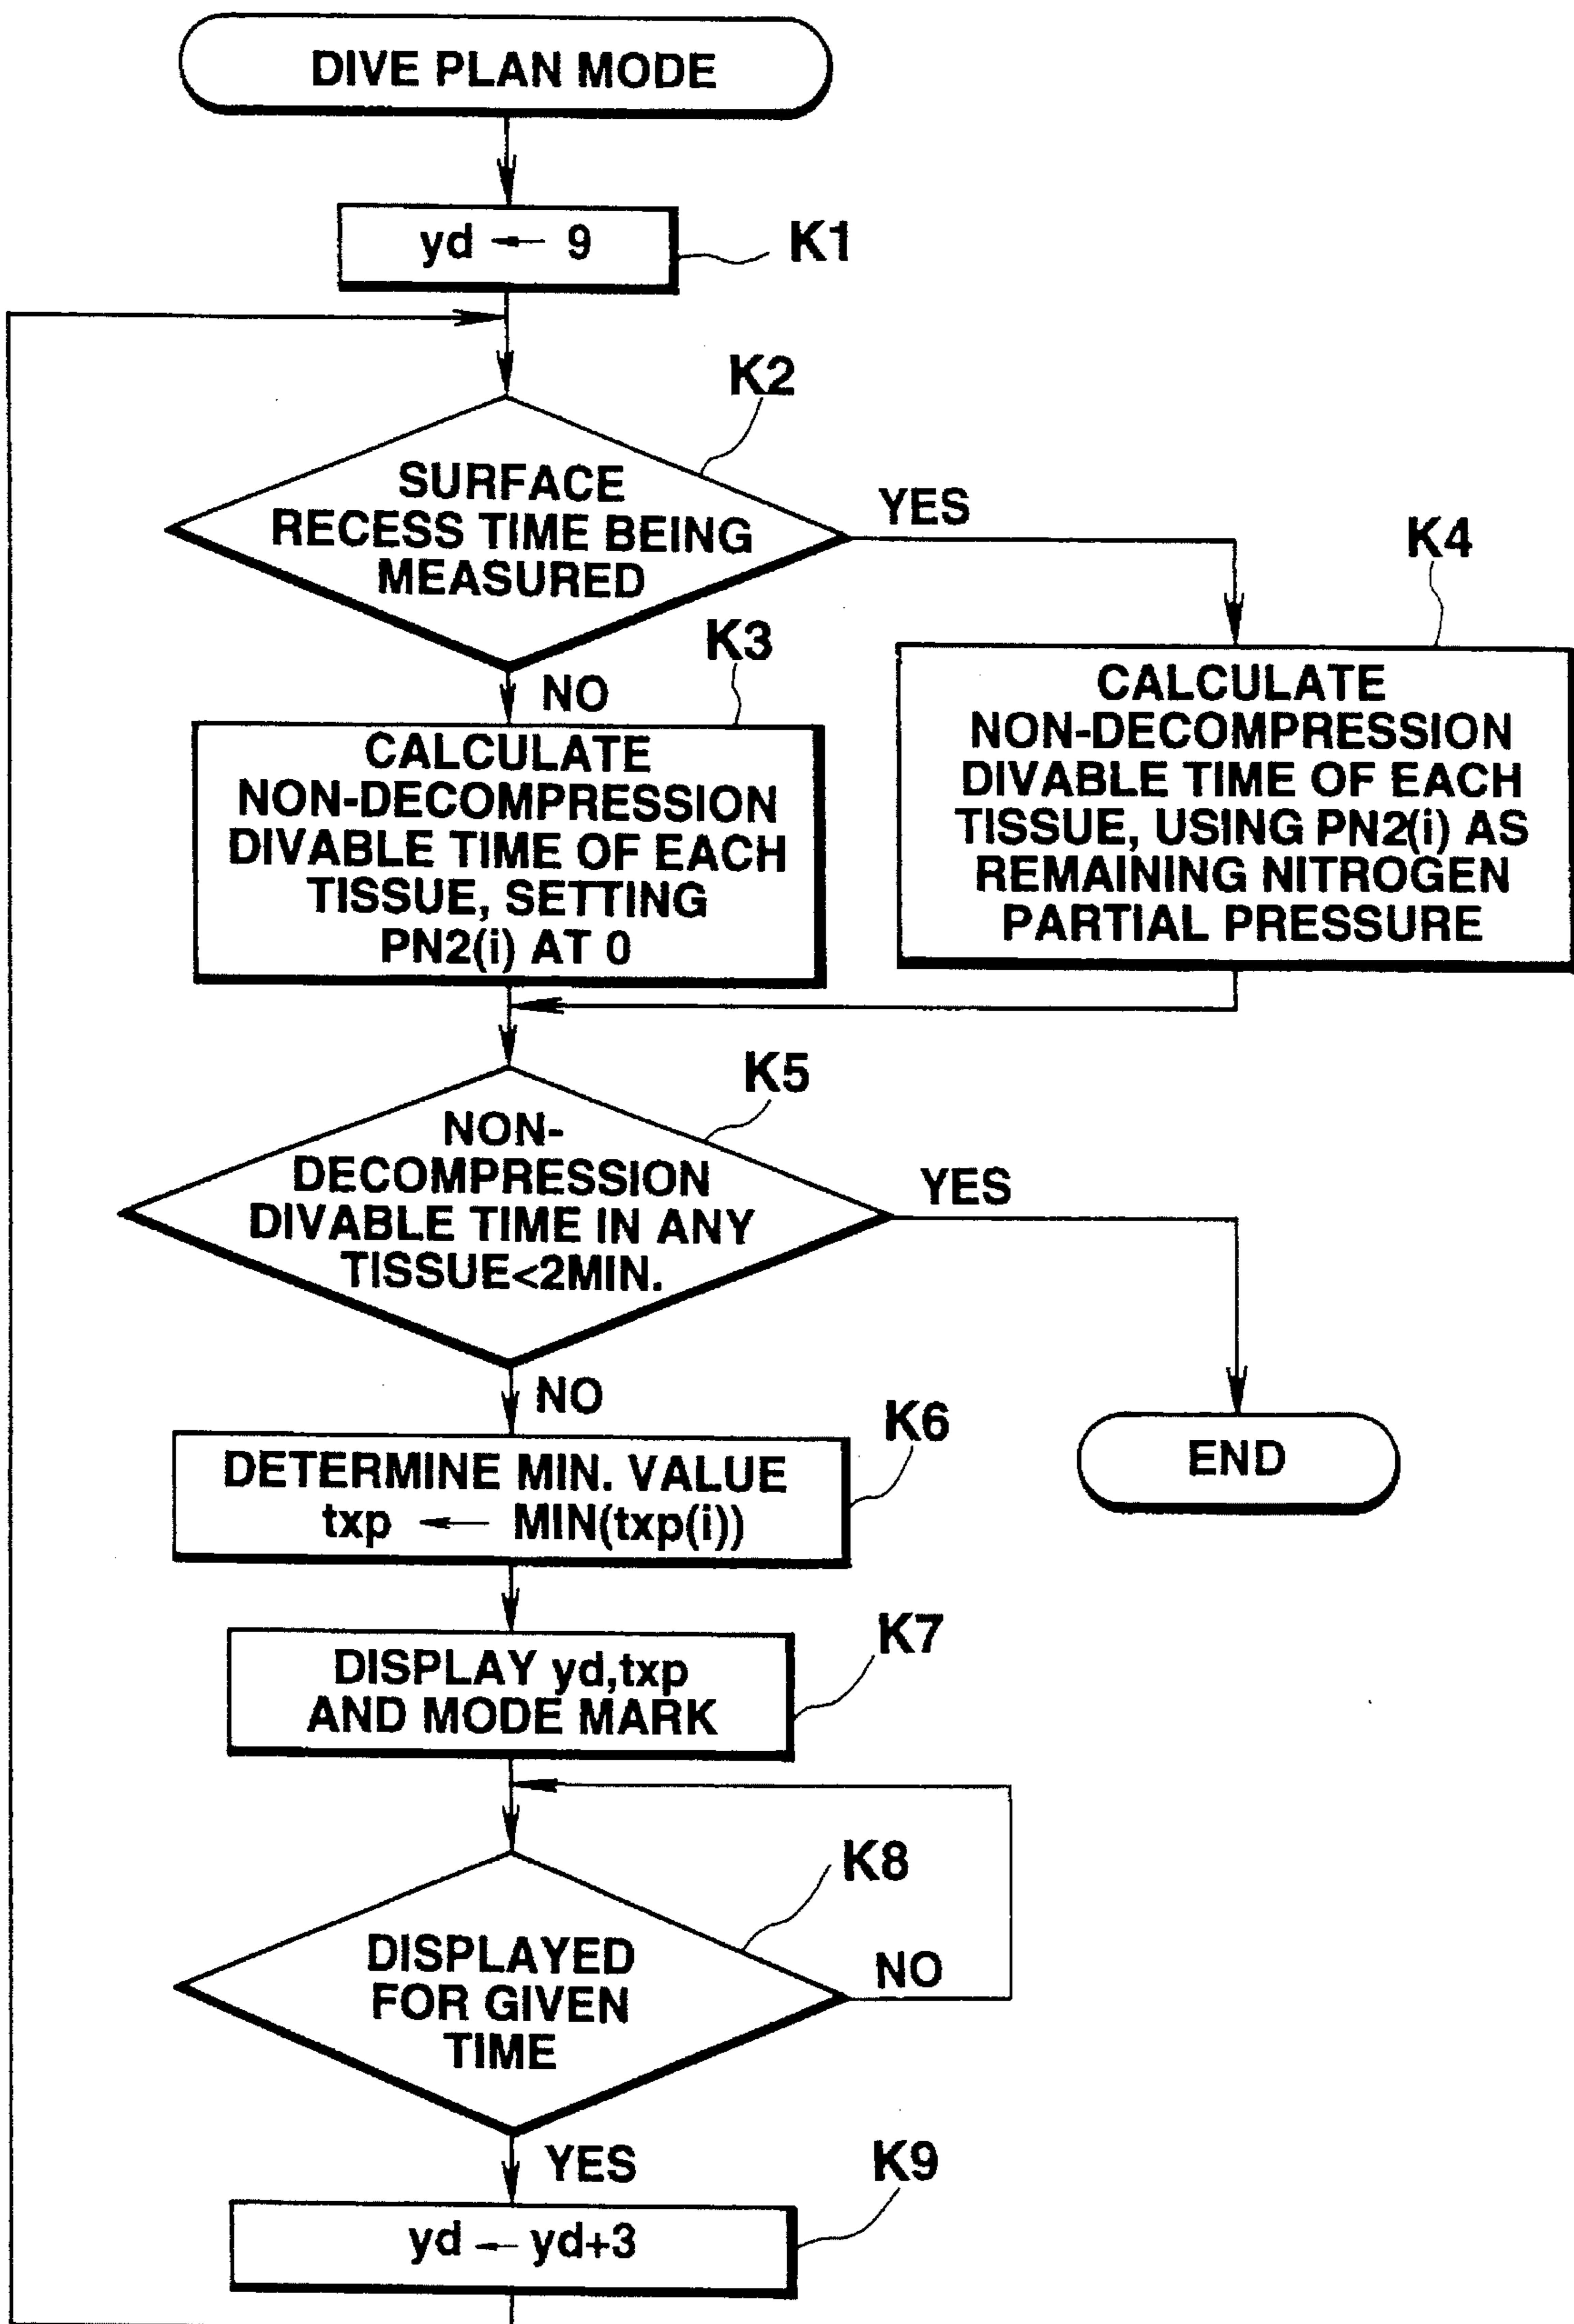 DIVE PLAN MODE
yd ← 9
K1
K2
SURFACE
RECESS TIME BEING
MEASURED
YES
NO
K3
CALCULATE
NON-DECOMPRESSION
DIVABLE TIME OF EACH
TISSUE, SETTING
PN2(i) AT 0
K4
CALCULATE
NON-DECOMPRESSION
DIVABLE TIME OF EACH
TISSUE, USING PN2(i) AS
REMAINING NITROGEN
PARTIAL PRESSURE
K5
NON-
DECOMPRESSION
DIVABLE TIME IN ANY
TISSUE<2MIN.
YES
END
NO
K6
DETERMINE MIN. VALUE
txp ← MIN(txp(i))
K7
DISPLAY yd,txp
AND MODE MARK
K8
DISPLAYED
FOR GIVEN
TIME
NO
YES
K9
yd ← yd+3